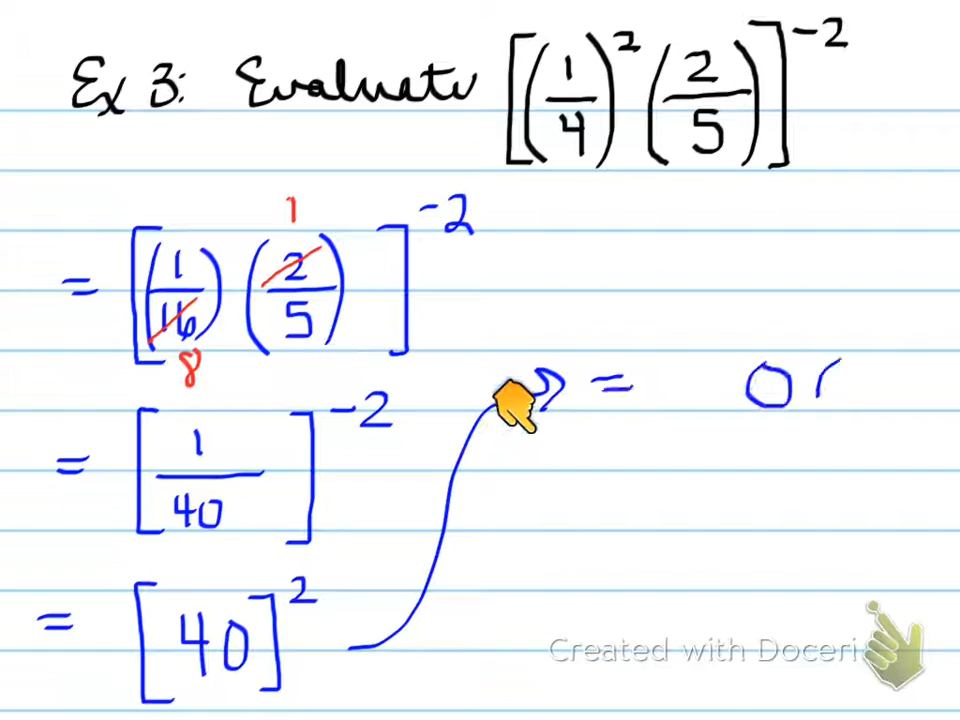 Ex 3: Evaluate [(1/4)^2 (2/5)]^-2
1
= [(1/16) (2/5)]^-2
8
= or
= [1/40]^-2
= [40]^2
Created with Doceri